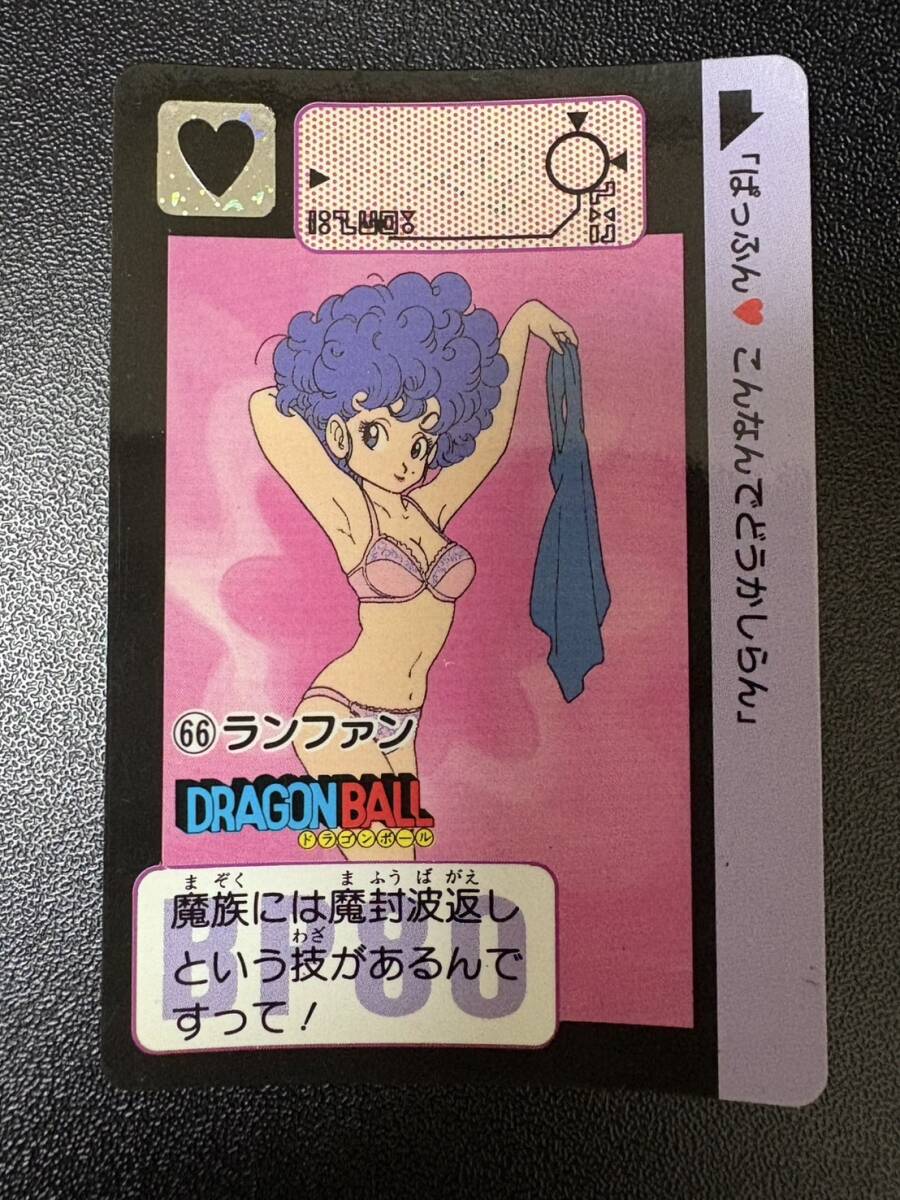 「ぱっふん♥こんなんでどうかしらん」
66 ランファン
DRAGON BALL
ドラゴンボール
魔族には魔封波返し
まぞく まふうばがえ
という技があるんで
わざ
すって！
BP80